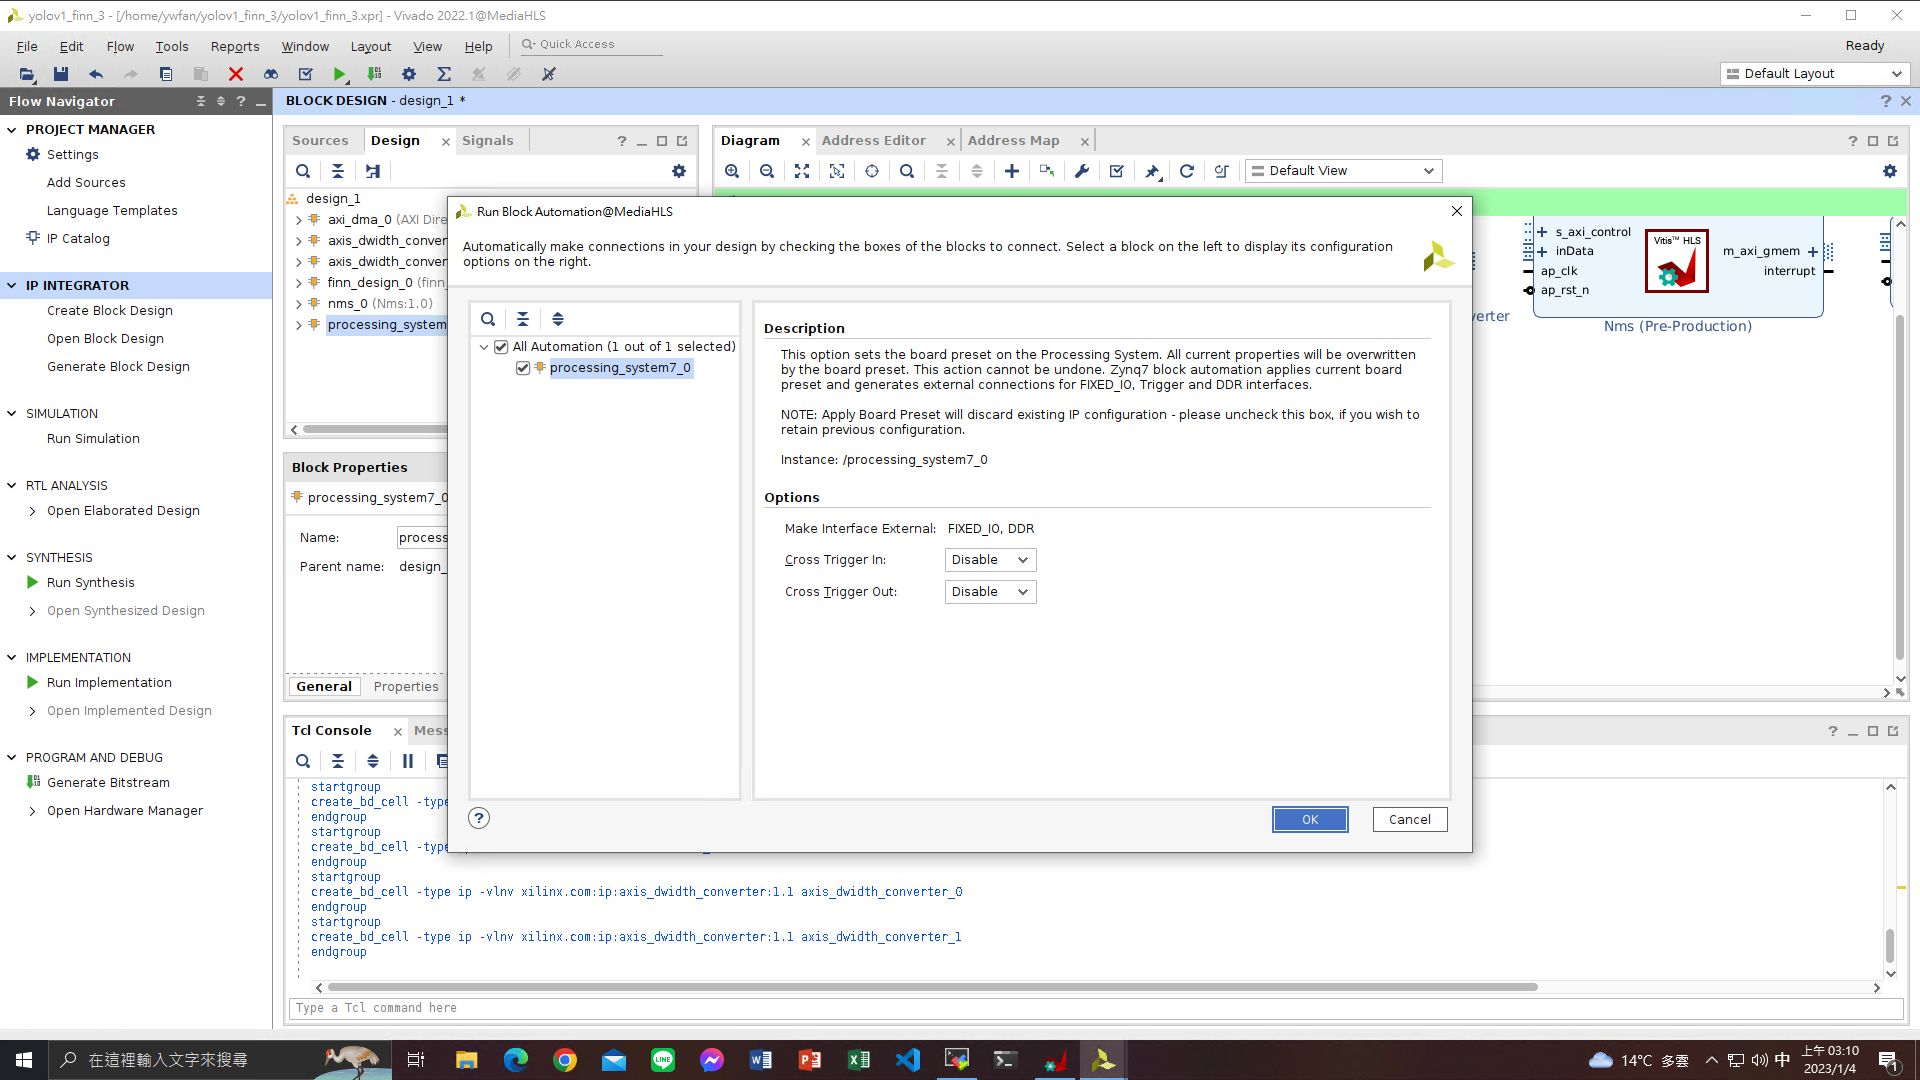 yolov1_finn_3 - [/home/ywfan/yolov1_finn_3/yolov1_finn_3.xpr] - Vivado 2022.1@MediaHLS
File Edit Flow Tools Reports Window Layout View Help Quick Access
Ready
Default Layout
Flow Navigator
BLOCK DESIGN - design_1 *
PROJECT MANAGER
Settings
Add Sources
Language Templates
IP Catalog
IP INTEGRATOR
Create Block Design
Open Block Design
Generate Block Design
SIMULATION
Run Simulation
RTL ANALYSIS
Open Elaborated Design
SYNTHESIS
Run Synthesis
Open Synthesized Design
IMPLEMENTATION
Run Implementation
Open Implemented Design
PROGRAM AND DEBUG
Generate Bitstream
Open Hardware Manager
Sources Design Signals
design_1
axi_dma_0 (AXI Dire
axis_dwidth_conver
axis_dwidth_conver
finn_design_0 (finn_
nms_0 (Nms:1.0)
processing_system
Block Properties
processing_system7_0
Name: process
Parent name: design_
General Properties
Diagram Address Editor Address Map
Default View
s_axi_control
inData
ap_clk
ap_rst_n
Vitis™ HLS
m_axi_gmem
interrupt
erter
Nms (Pre-Production)
Run Block Automation@MediaHLS
Automatically make connections in your design by checking the boxes of the blocks to connect. Select a block on the left to display its configuration
options on the right.
All Automation (1 out of 1 selected)
processing_system7_0
Description
This option sets the board preset on the Processing System. All current properties will be overwritten
by the board preset. This action cannot be undone. Zynq7 block automation applies current board
preset and generates external connections for FIXED_IO, Trigger and DDR interfaces.
NOTE: Apply Board Preset will discard existing IP configuration - please uncheck this box, if you wish to
retain previous configuration.
Instance: /processing_system7_0
Options
Make Interface External: FIXED_IO, DDR
Cross Trigger In: Disable
Cross Trigger Out: Disable
OK
Cancel
Tcl Console Mess
startgroup
create_bd_cell -type
endgroup
startgroup
create_bd_cell -type
endgroup
startgroup
create_bd_cell -type ip -vlnv xilinx.com:ip:axis_dwidth_converter:1.1 axis_dwidth_converter_0
endgroup
startgroup
create_bd_cell -type ip -vlnv xilinx.com:ip:axis_dwidth_converter:1.1 axis_dwidth_converter_1
endgroup
Type a Tcl command here
在這裡輸入文字來搜尋
14°C 多雲
中
上午 03:10
2023/1/4
1